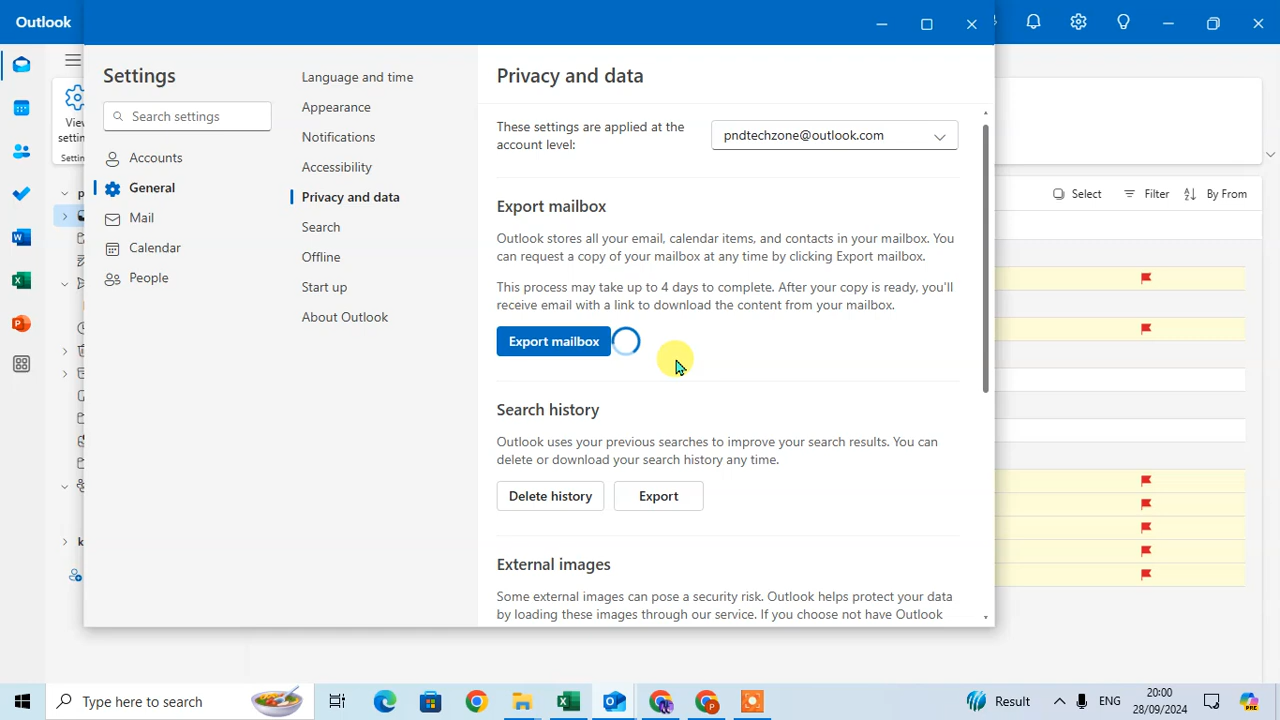 Outlook
Settings
Search settings
Accounts
General
Mail
Calendar
People
Language and time
Appearance
Notifications
Accessibility
Privacy and data
Search
Offline
Start up
About Outlook
Privacy and data
These settings are applied at the
account level:
pndtechzone@outlook.com
Export mailbox
Outlook stores all your email, calendar items, and contacts in your mailbox. You
can request a copy of your mailbox at any time by clicking Export mailbox.
This process may take up to 4 days to complete. After your copy is ready, you'll
receive email with a link to download the content from your mailbox.
Export mailbox
Search history
Outlook uses your previous searches to improve your search results. You can
delete or download your search history any time.
Delete history Export
External images
Some external images can pose a security risk. Outlook helps protect your data
by loading these images through our service. If you choose not have Outlook
Select Filter By From
Type here to search
Result
ENG
20:00
28/09/2024